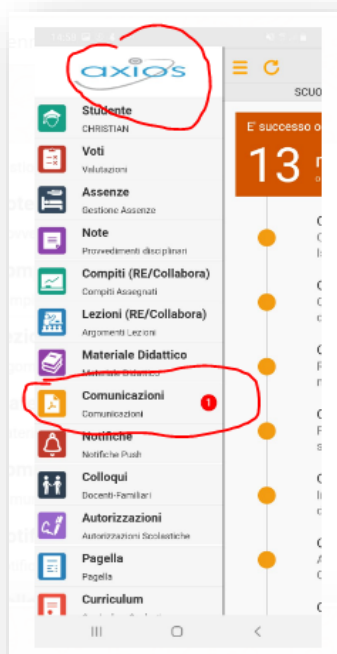 axios
SCUO
Studente
CHRISTIAN
E' successo o
Voti
Valutazioni
13
Assenze
Gestione Assenze
Note
Provvedimenti disciplinari
Compiti (RE/Collabora)
Compiti Assegnati
Lezioni (RE/Collabora)
Argomenti Lezioni
Materiale Didattico
Materiale Didattico
Comunicazioni
1
Comunicazioni
Notifiche
Notifiche Push
Colloqui
Docenti-Familiari
Autorizzazioni
Autorizzazioni Scolastiche
Pagella
Pagella
Curriculum